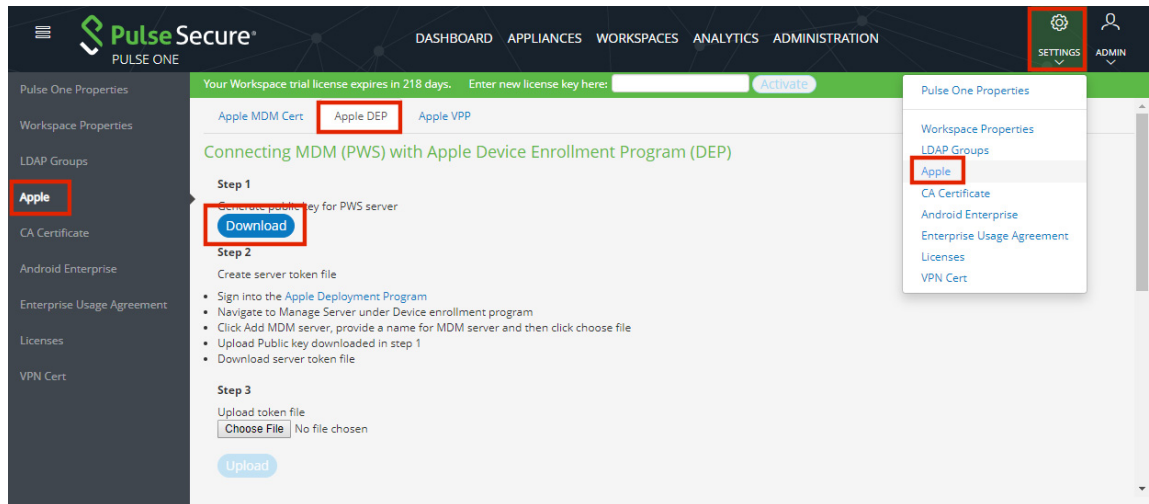 Pulse Secure®
PULSE ONE
DASHBOARD APPLIANCES WORKSPACES ANALYTICS ADMINISTRATION
SETTINGS
ADMIN
Pulse One Properties
Workspace Properties
LDAP Groups
Apple
CA Certificate
Android Enterprise
Enterprise Usage Agreement
Licenses
VPN Cert
Your Workspace trial license expires in 218 days. Enter new license key here: Activate
Apple MDM Cert Apple DEP Apple VPP
Connecting MDM (PWS) with Apple Device Enrollment Program (DEP)
Step 1
Generate public key for PWS server
Download
Step 2
Create server token file
• Sign into the Apple Deployment Program
• Navigate to Manage Server under Device enrollment program
• Click Add MDM server, provide a name for MDM server and then click choose file
• Upload Public key downloaded in step 1
• Download server token file
Step 3
Upload token file
Choose File No file chosen
Upload
Pulse One Properties
Workspace Properties
LDAP Groups
Apple
CA Certificate
Android Enterprise
Enterprise Usage Agreement
Licenses
VPN Cert